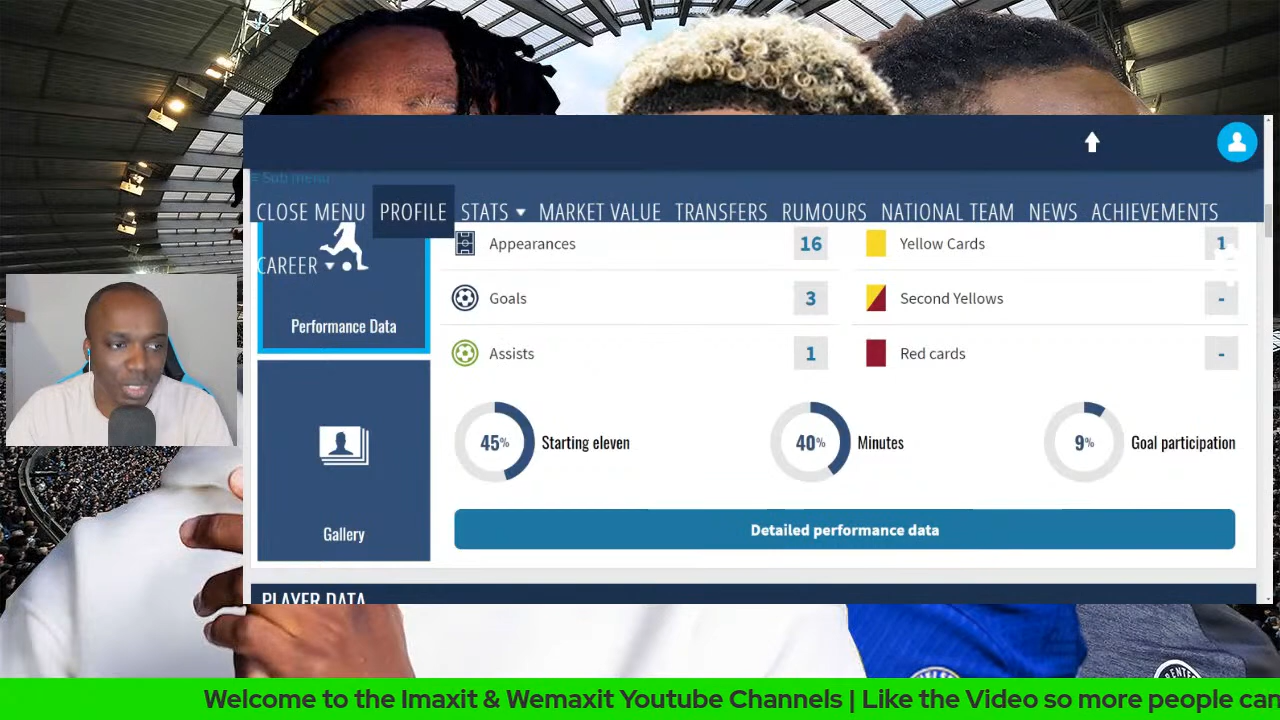 ≡ Sub menu
CLOSE MENU PROFILE STATS ▼ MARKET VALUE TRANSFERS RUMOURS NATIONAL TEAM NEWS ACHIEVEMENTS
CAREER ▼
Performance Data
Gallery
Appearances 16
Yellow Cards 1
Goals 3
Second Yellows -
Assists 1
Red cards -
45% Starting eleven
40% Minutes
9% Goal participation
Detailed performance data
PLAYER DATA
Welcome to the Imaxit & Wemaxit Youtube Channels | Like the Video so more people can